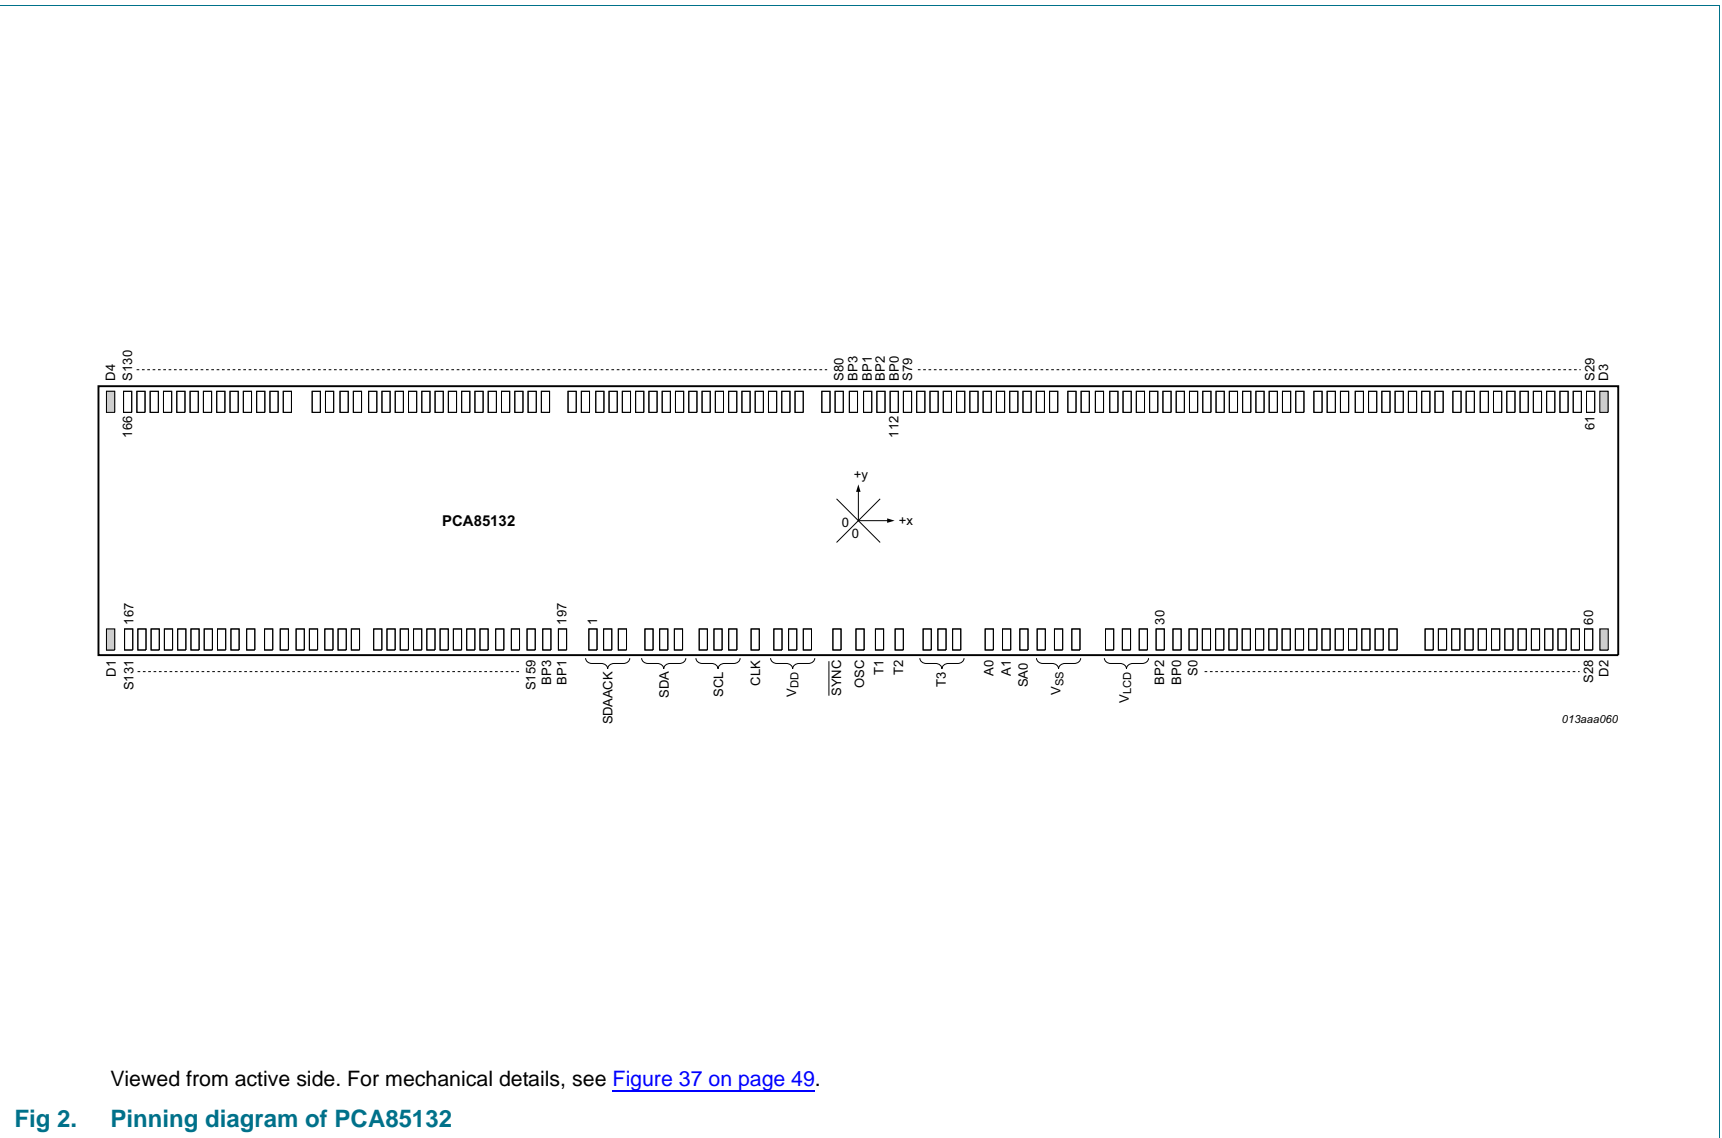 D4 S130 S80 BP3 BP1 BP2 BP0 S79 S29 D3
166 112 61
+y
PCA85132 0 +x
0
167 197 1 30 60
D1 S131 S159 BP3 BP1 SDAACK SDA SCL CLK VDD SYNC OSC T1 T2 T3 A0 A1 SA0 VSS VLCD BP2 BP0 S0 S28 D2
013aaa060
Viewed from active side. For mechanical details, see Figure 37 on page 49.
Fig 2. Pinning diagram of PCA85132